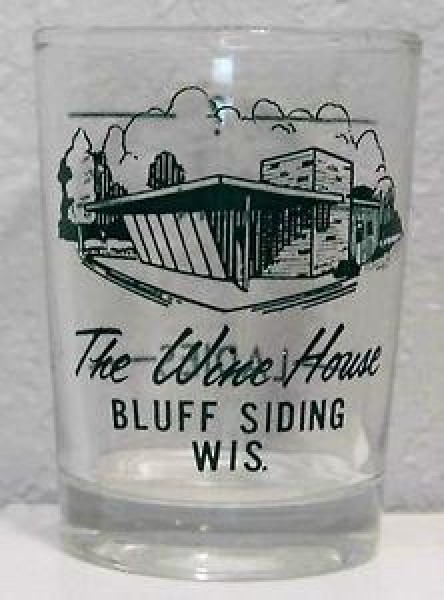 The Wine House
BLUFF SIDING
WIS.